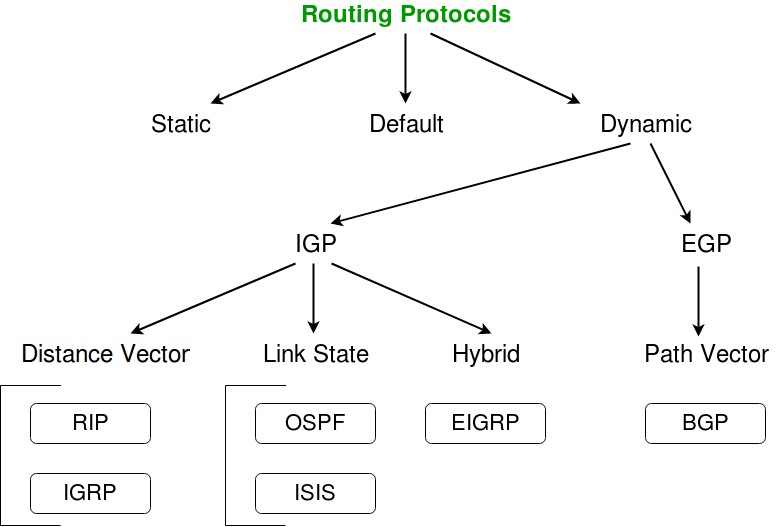 Routing Protocols
Static
Default
Dynamic
IGP
EGP
Distance Vector
Link State
Hybrid
Path Vector
RIP
OSPF
EIGRP
BGP
IGRP
ISIS